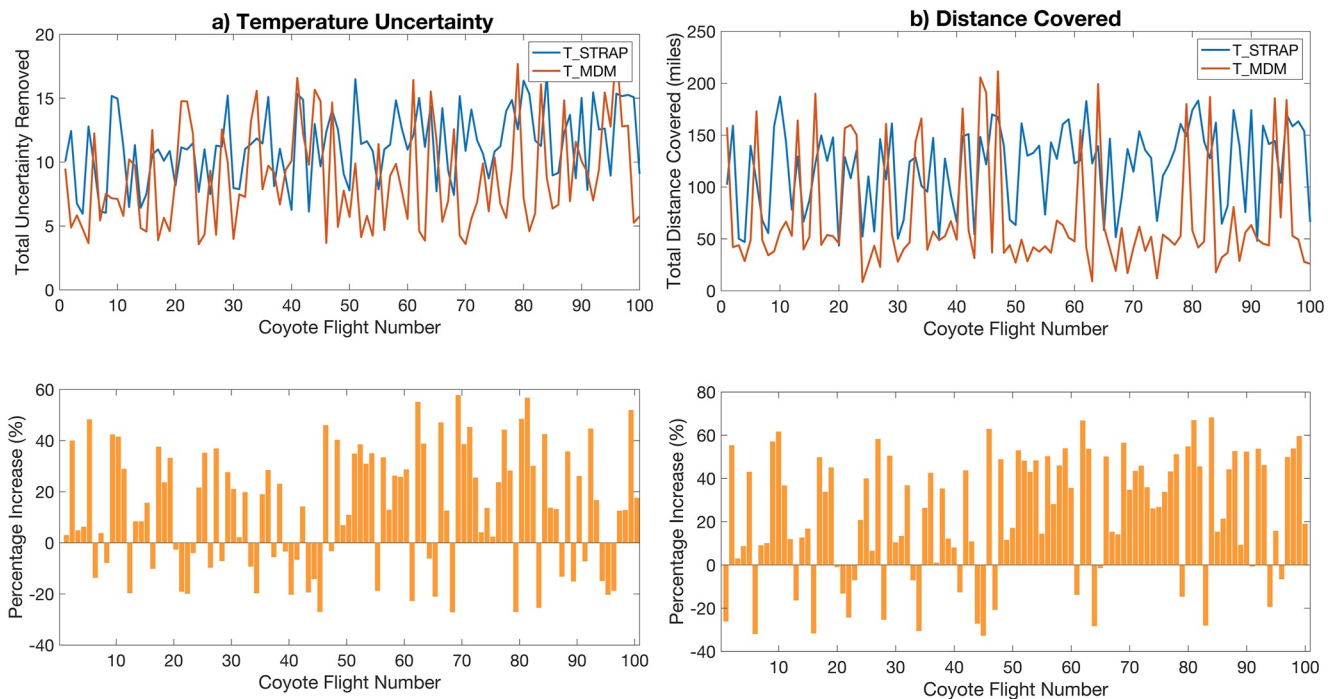 a) Temperature Uncertainty
Total Uncertainty Removed
20
15
10
5
0
T_STRAP
T_MDM
0 10 20 30 40 50 60 70 80 90 100
Coyote Flight Number
b) Distance Covered
Total Distance Covered (miles)
250
200
150
100
50
0
T_STRAP
T_MDM
0 10 20 30 40 50 60 70 80 90 100
Coyote Flight Number
Percentage Increase (%)
60
40
20
0
-20
-40
10 20 30 40 50 60 70 80 90 100
Coyote Flight Number
Percentage Increase (%)
80
60
40
20
0
-20
-40
10 20 30 40 50 60 70 80 90 100
Coyote Flight Number